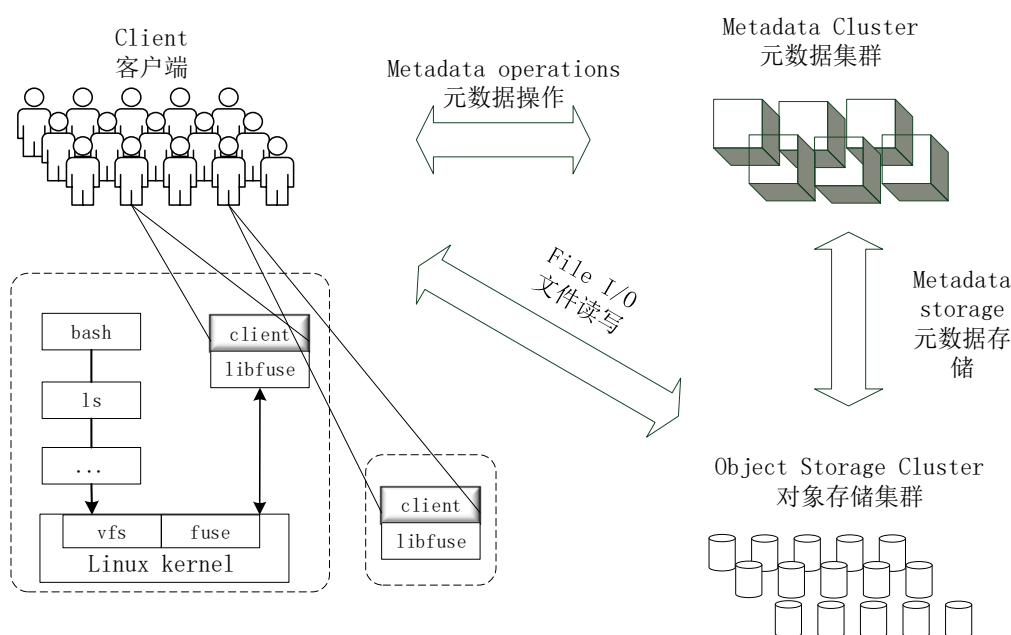 Client
客户端
Metadata operations
元数据操作
Metadata Cluster
元数据集群
File I/O
文件读写
Metadata
storage
元数据存
储
bash
ls
...
client
libfuse
vfs
fuse
Linux kernel
client
libfuse
Object Storage Cluster
对象存储集群